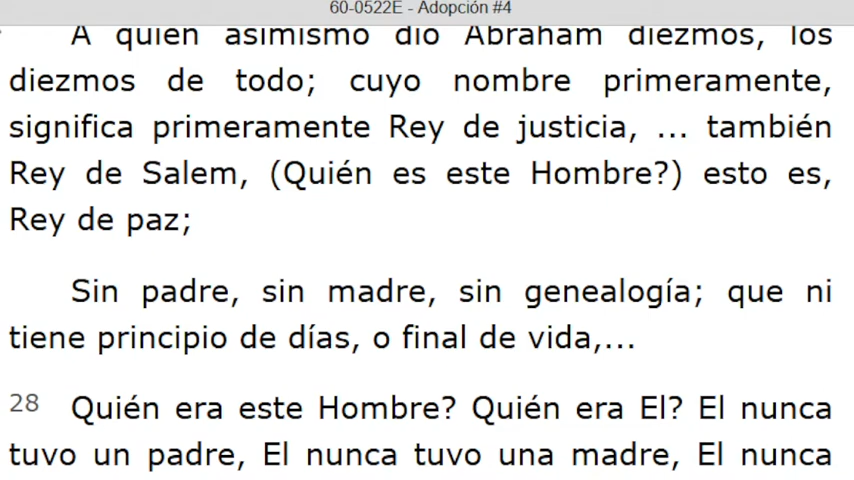 60-0522E - Adopción #4
A quien asimismo dio Abraham diezmos, los
diezmos de todo; cuyo nombre primeramente,
significa primeramente Rey de justicia, ... también
Rey de Salem, (Quién es este Hombre?) esto es,
Rey de paz;
Sin padre, sin madre, sin genealogía; que ni
tiene principio de días, o final de vida,...
28 Quién era este Hombre? Quién era El? El nunca
tuvo un padre, El nunca tuvo una madre, El nunca